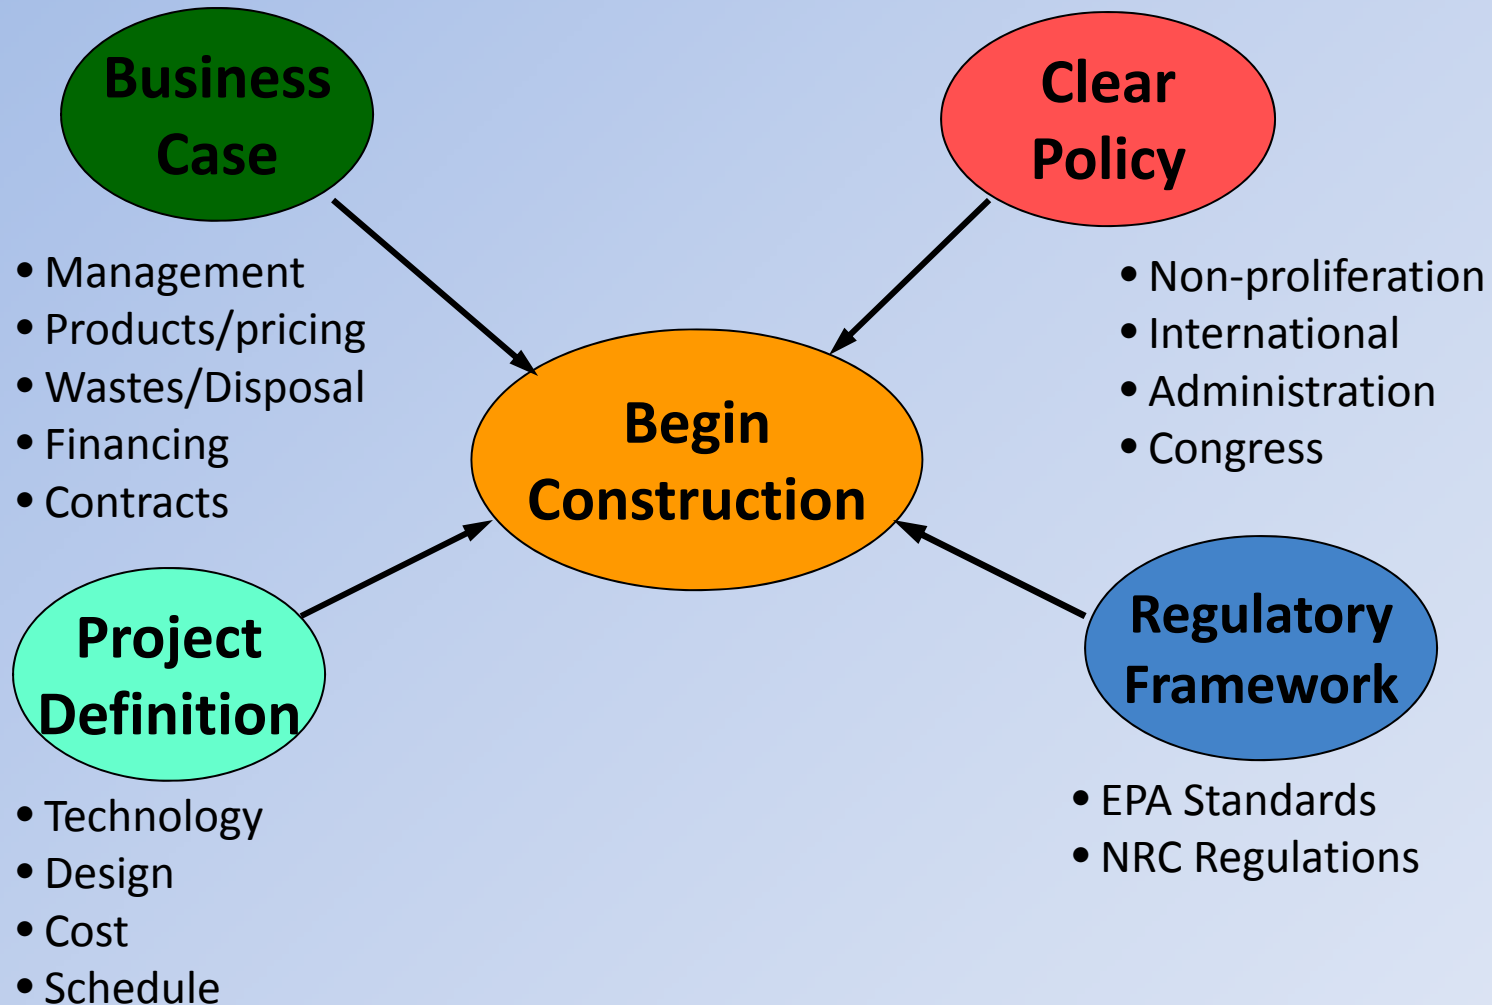 Business
Case
• Management
• Products/pricing
• Wastes/Disposal
• Financing
• Contracts
Clear
Policy
• Non-proliferation
• International
• Administration
• Congress
Begin
Construction
Project
Definition
• Technology
• Design
• Cost
• Schedule
Regulatory
Framework
• EPA Standards
• NRC Regulations